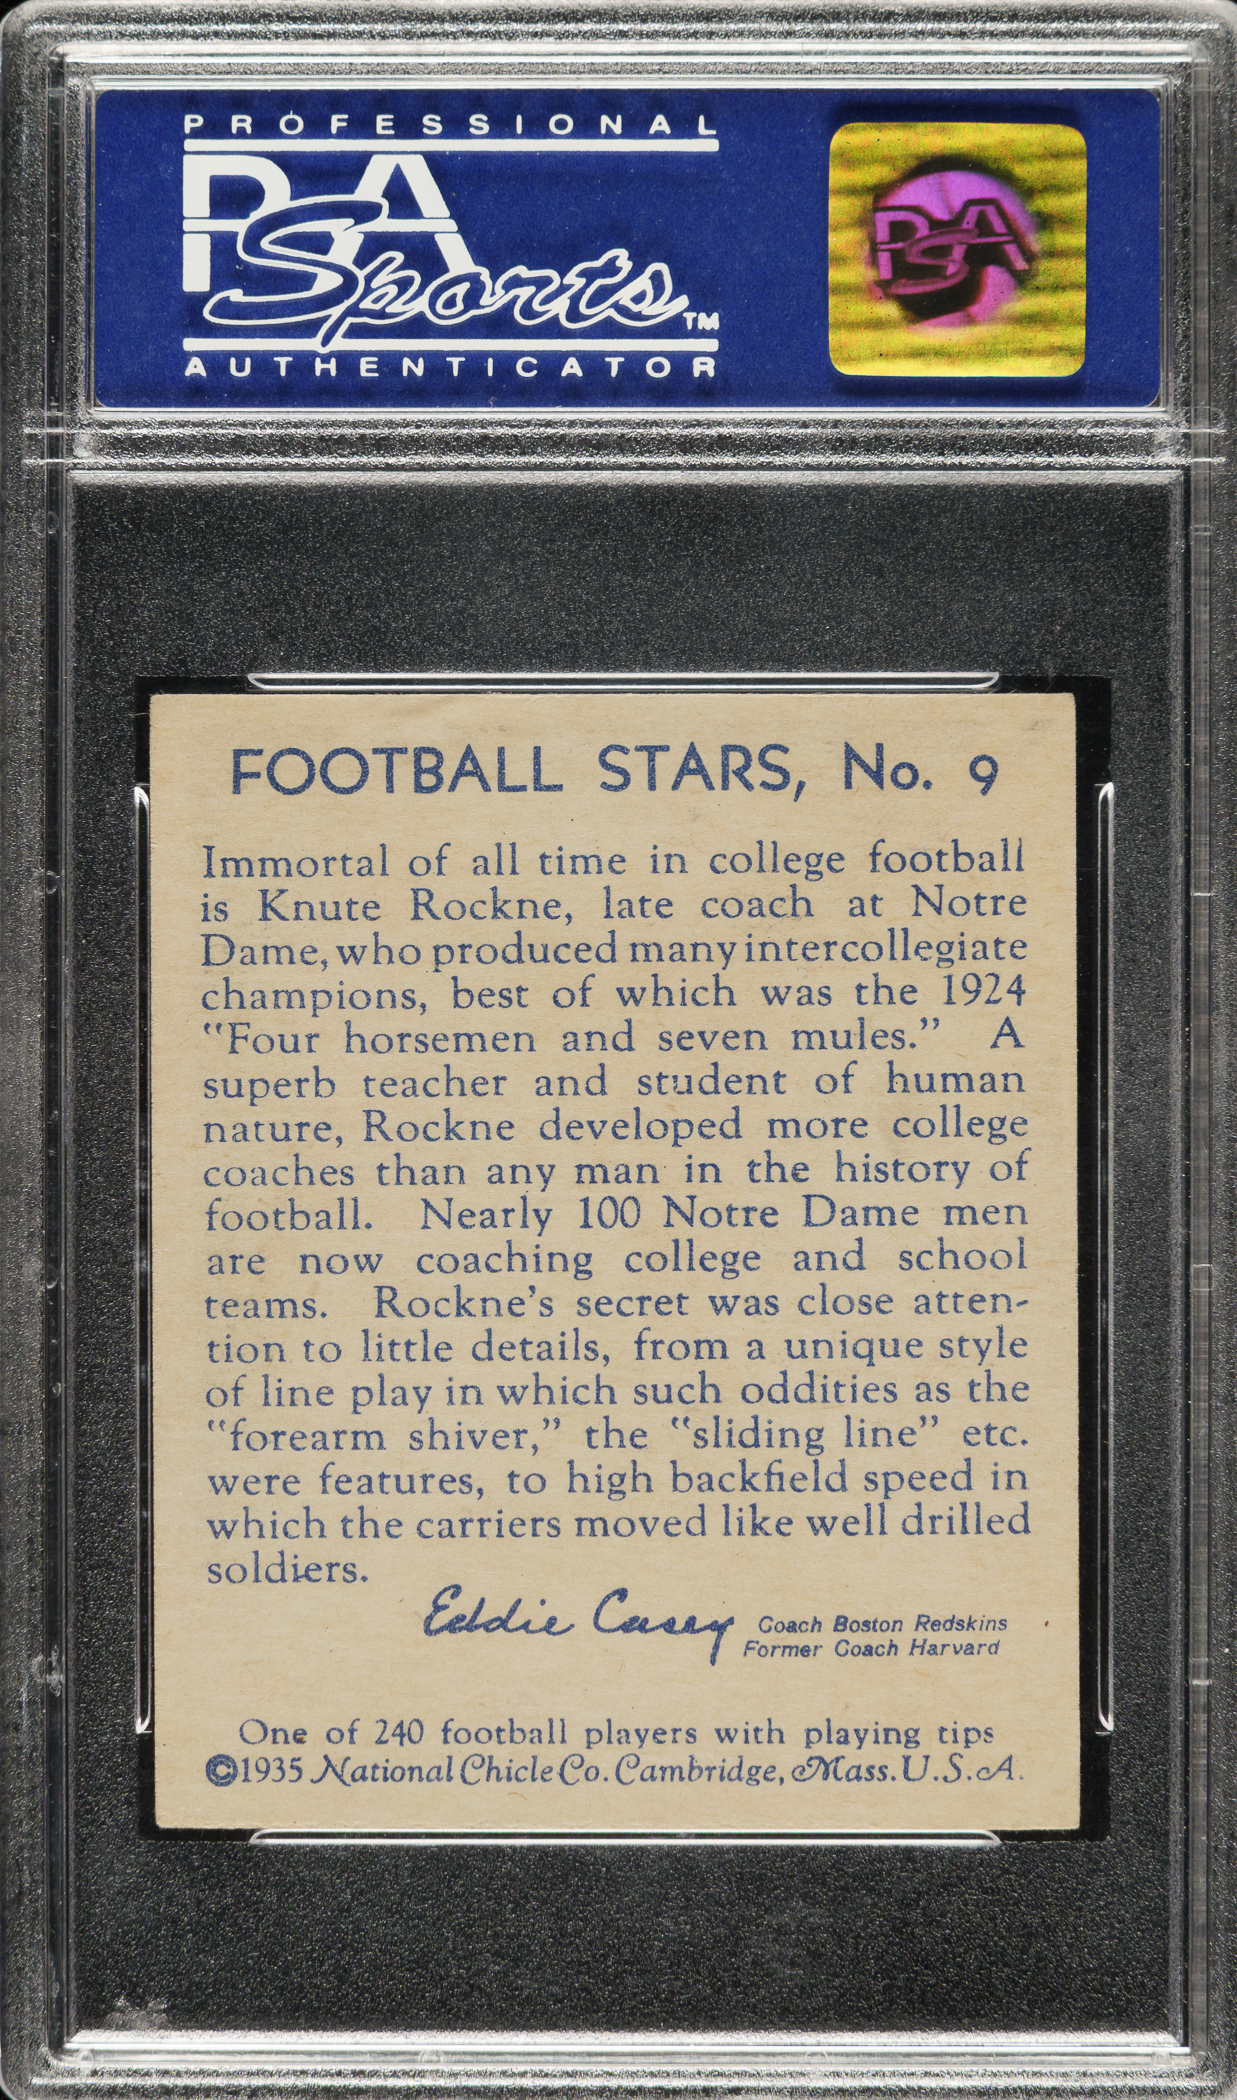 PROFESSIONAL
PSA
Sports™
AUTHENTICATOR
PSA
FOOTBALL STARS, No. 9
Immortal of all time in college football
is Knute Rockne, late coach at Notre
Dame, who produced many intercollegiate
champions, best of which was the 1924
“Four horsemen and seven mules.” A
superb teacher and student of human
nature, Rockne developed more college
coaches than any man in the history of
football. Nearly 100 Notre Dame men
are now coaching college and school
teams. Rockne’s secret was close atten-
tion to little details, from a unique style
of line play in which such oddities as the
“forearm shiver,” the “sliding line” etc.
were features, to high backfield speed in
which the carriers moved like well drilled
soldiers.
Eddie Casey Coach Boston Redskins
Former Coach Harvard
One of 240 football players with playing tips
©1935 National Chicle Co. Cambridge, Mass. U.S.A.